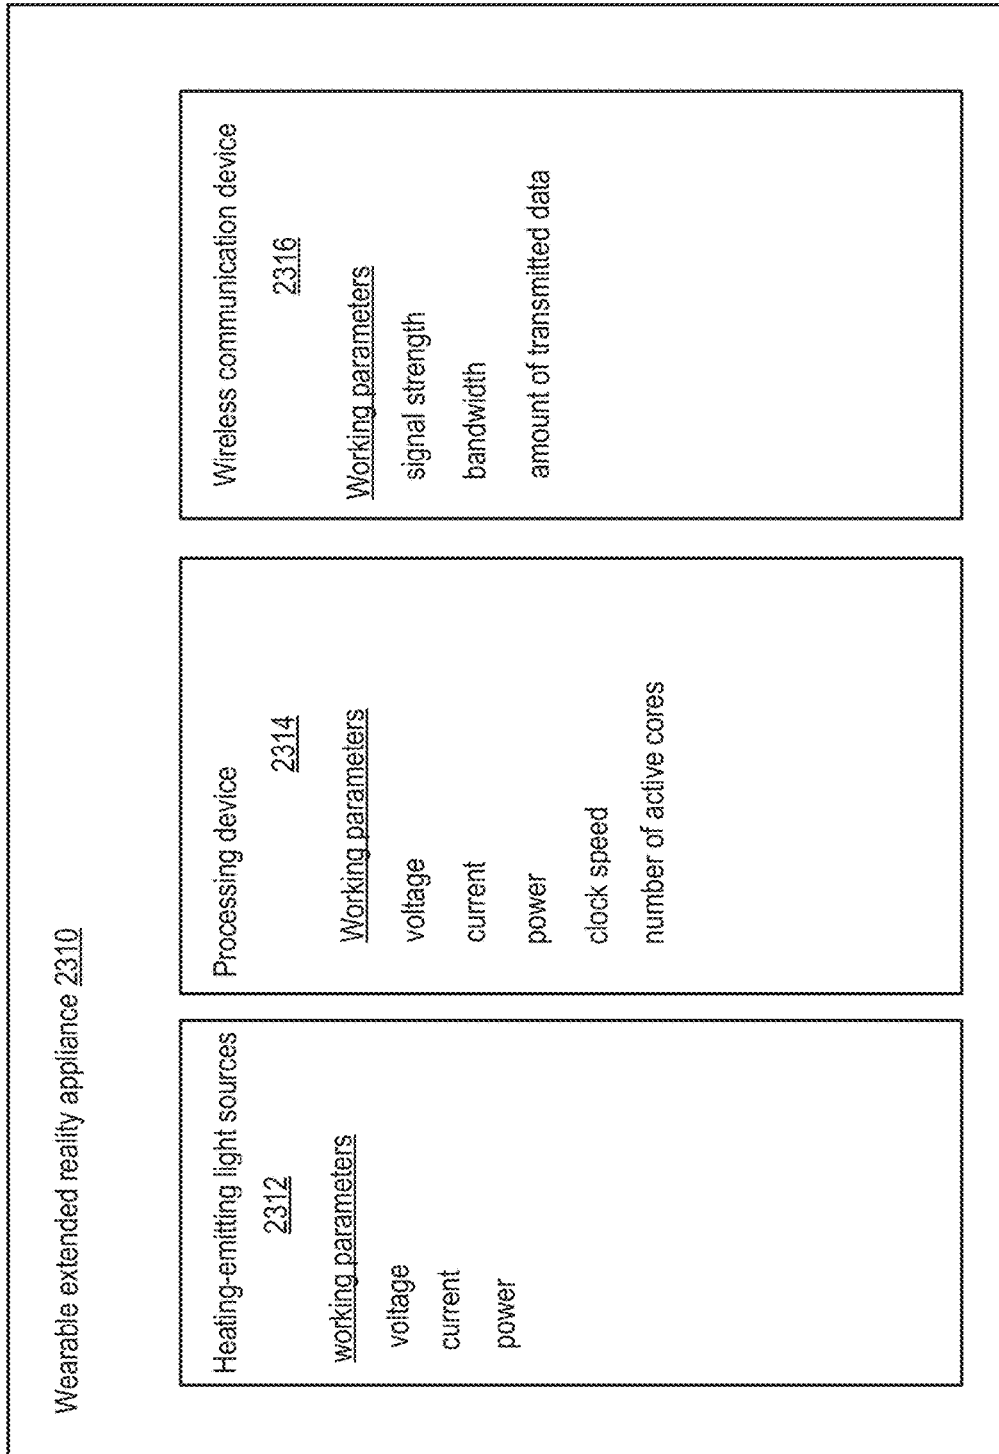 Wearable extended reality appliance 2310
Heating-emitting light sources
2312
working parameters
voltage
current
power
Processing device
2314
Working parameters
voltage
current
power
clock speed
number of active cores
Wireless communication device
2316
Working parameters
signal strength
bandwidth
amount of transmitted data